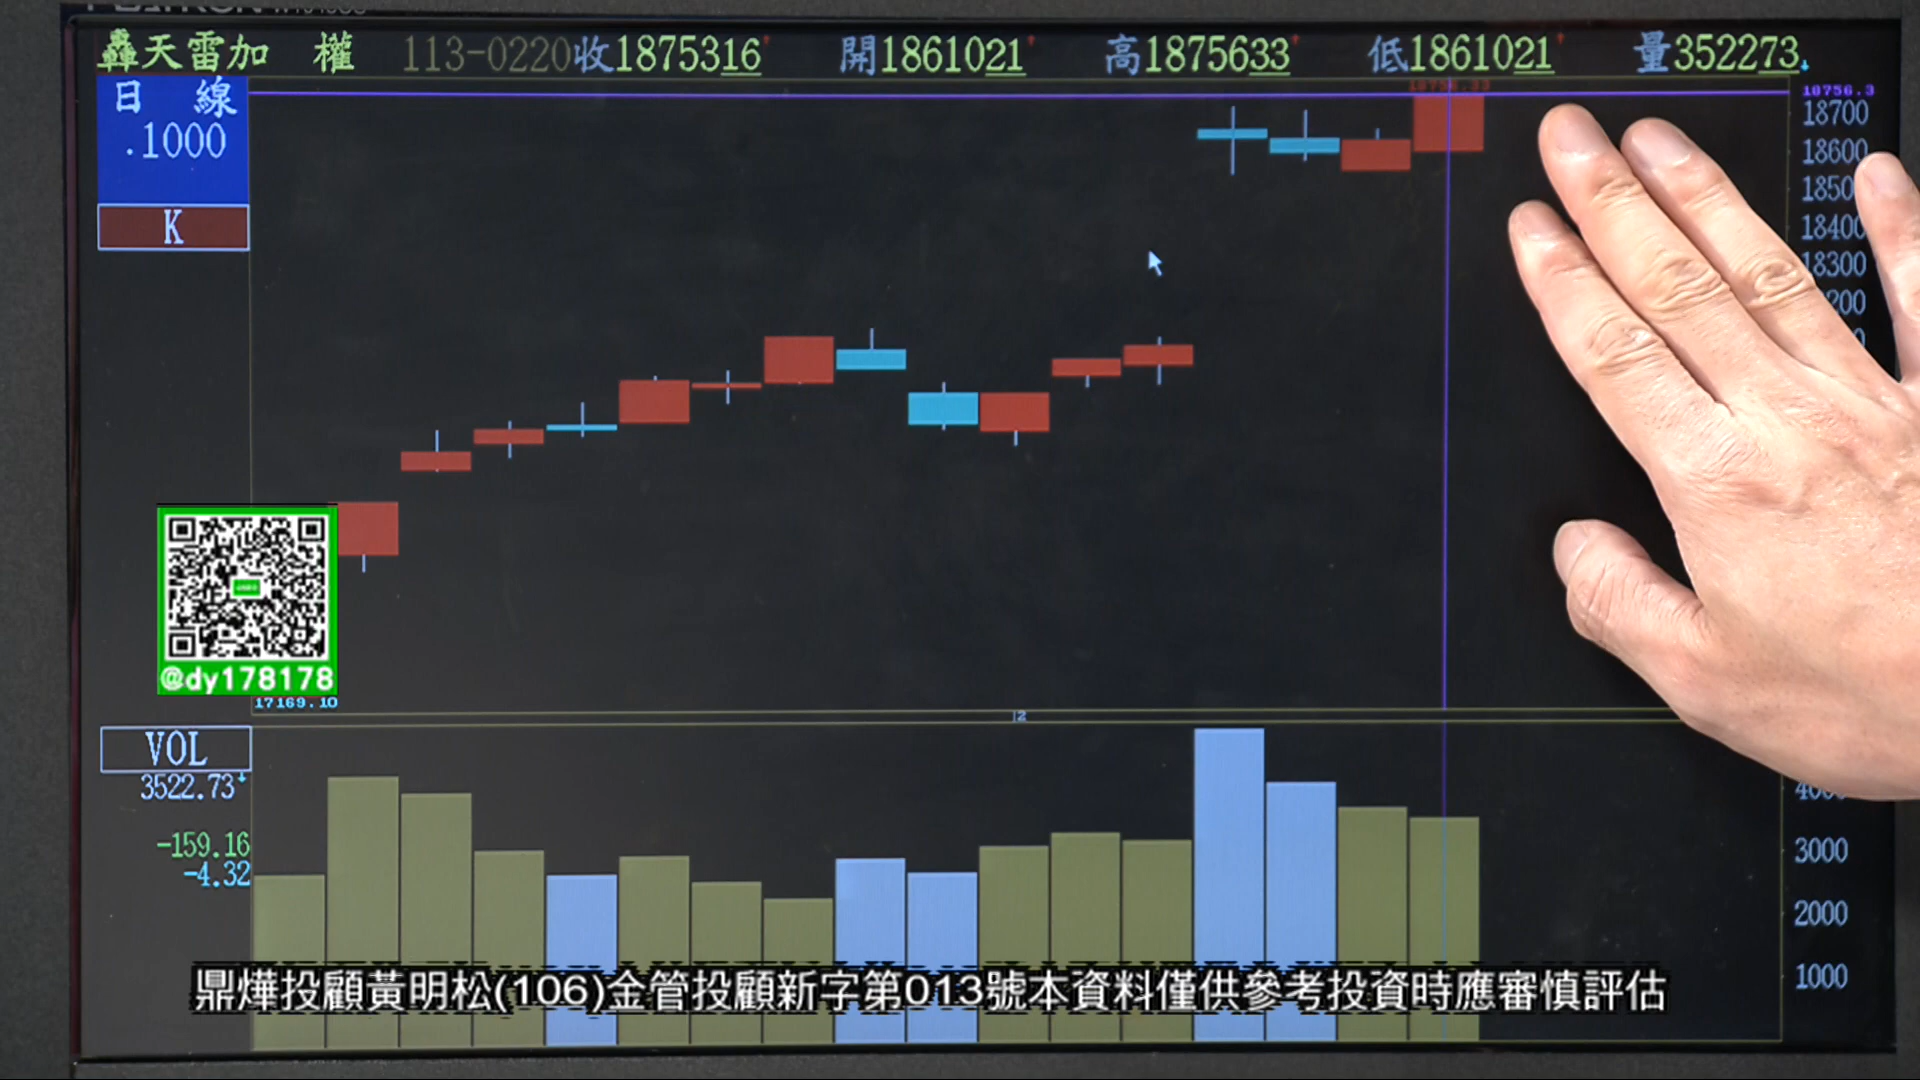 轟天雷加 權 113-0220收1875316 開1861021 高1875633 低1861021 量352273
日 線
.1000
K
18756.3
18700
18600
18500
18400
18300
@dy178178
17169.10
2
VOL
3522.73
-159.16
-4.32
3000
2000
1000
鼎燁投顧黃明松(106)金管投顧新字第013號本資料僅供參考投資時應審慎評估